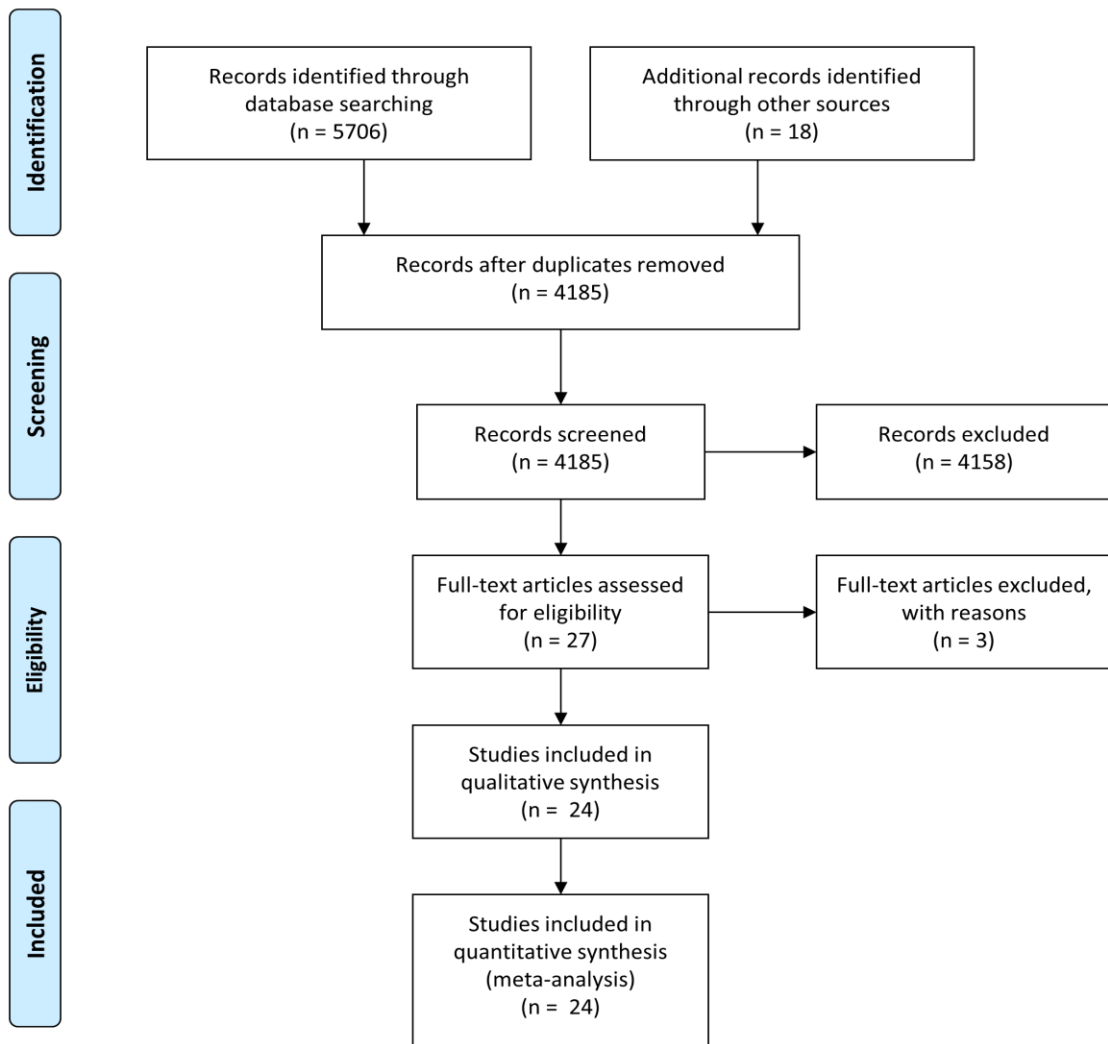 Identification
Records identified through
database searching
(n = 5706)
Additional records identified
through other sources
(n = 18)
Records after duplicates removed
(n = 4185)
Screening
Records screened
(n = 4185)
Records excluded
(n = 4158)
Eligibility
Full-text articles assessed
for eligibility
(n = 27)
Full-text articles excluded,
with reasons
(n = 3)
Studies included in
qualitative synthesis
(n = 24)
Included
Studies included in
quantitative synthesis
(meta-analysis)
(n = 24)